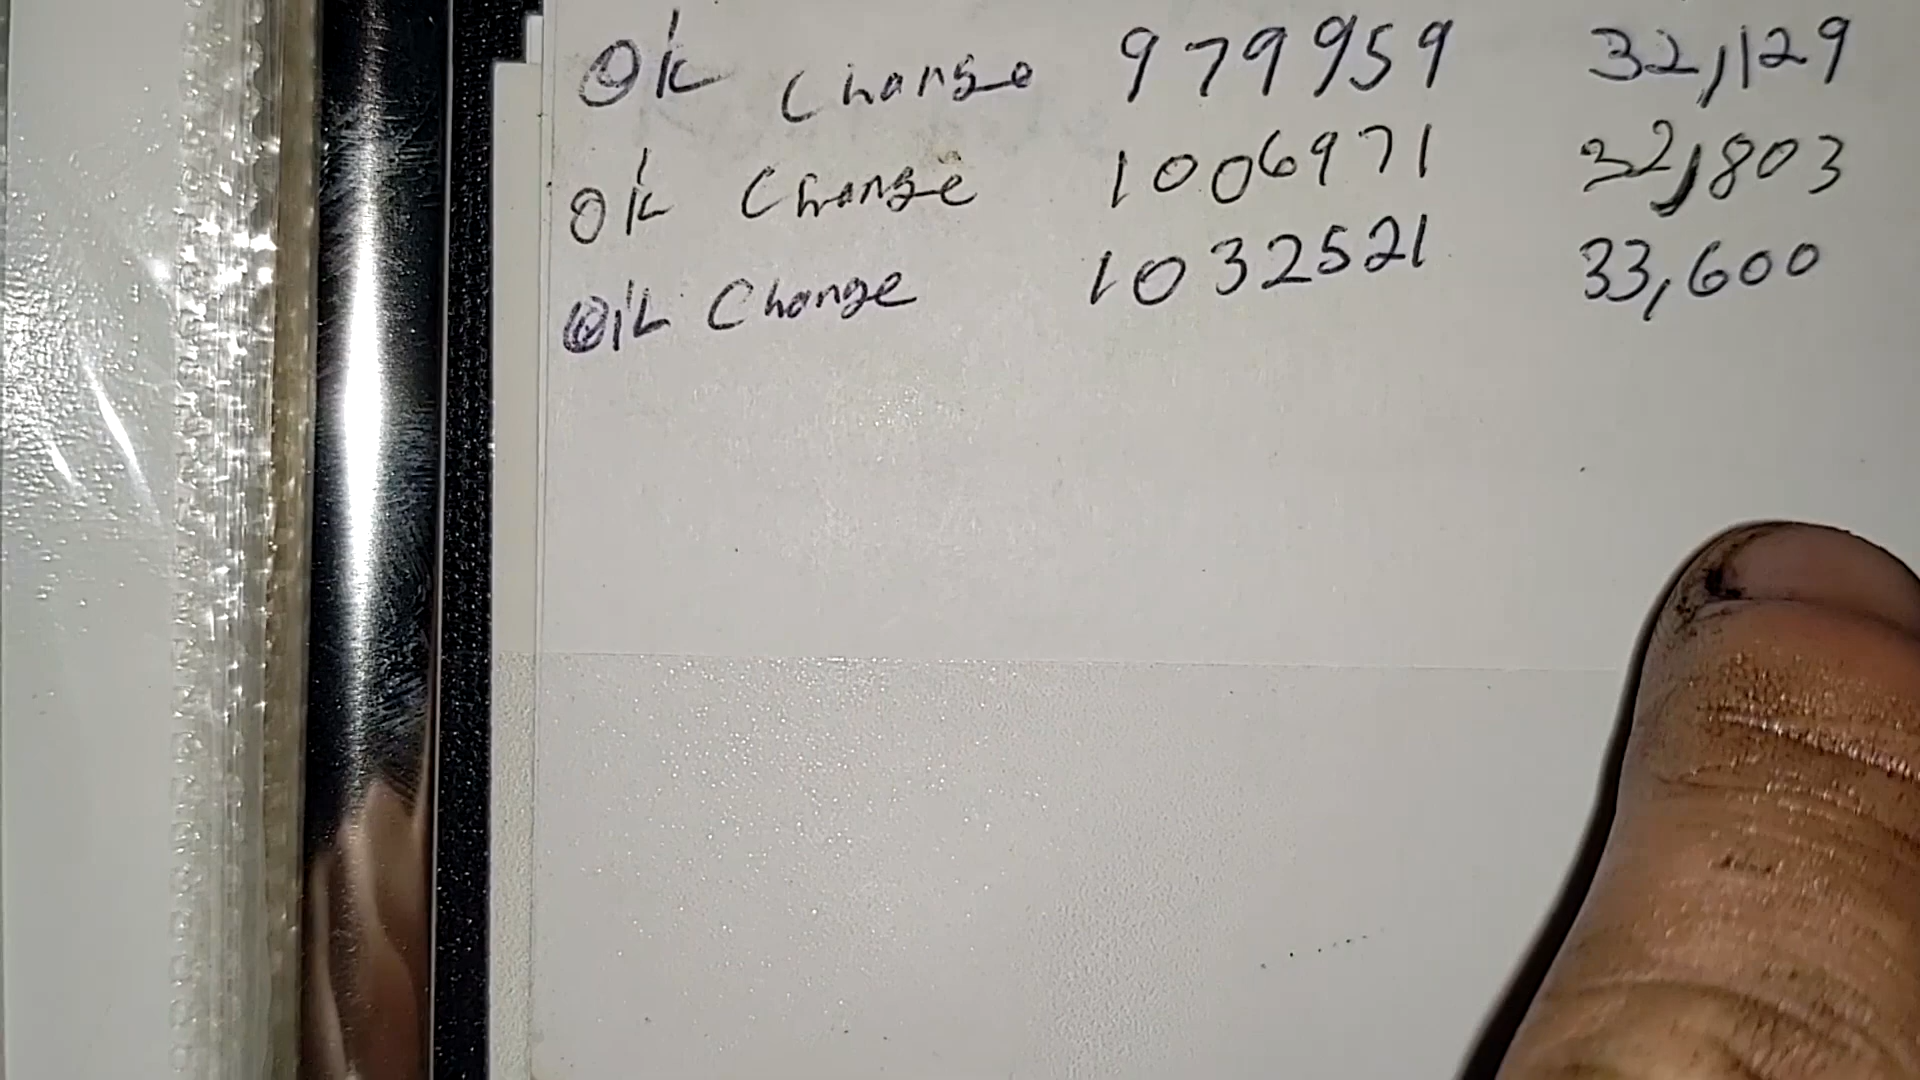 Oil Change 979959 32,129
Oil Change 1006971 32,803
Oil Change 1032521 33,600